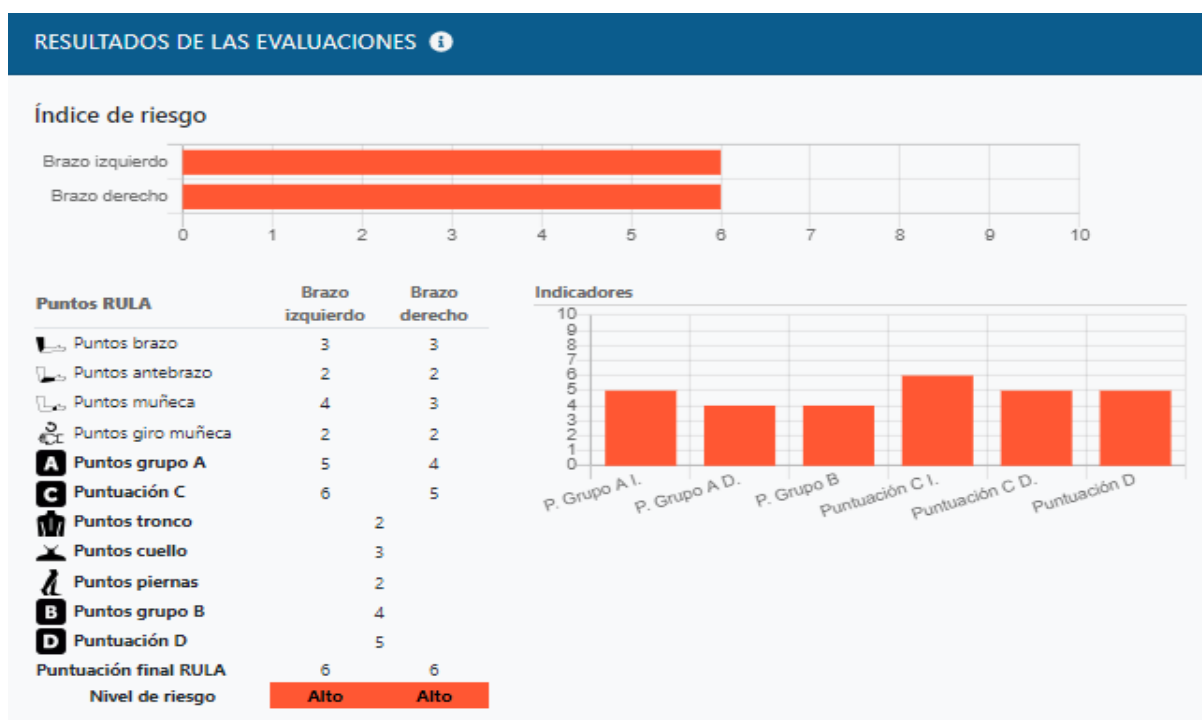 RESULTADOS DE LAS EVALUACIONES i
Índice de riesgo
Brazo izquierdo
Brazo derecho
0 1 2 3 4 5 6 7 8 9 10
Puntos RULA Brazo izquierdo Brazo derecho
Puntos brazo 3 3
Puntos antebrazo 2 2
Puntos muñeca 4 3
Puntos giro muñeca 2 2
A Puntos grupo A 5 4
C Puntuación C 6 5
Puntos tronco 2
Puntos cuello 3
Puntos piernas 2
B Puntos grupo B 4
D Puntuación D 5
Puntuación final RULA 6 6
Nivel de riesgo Alto Alto
Indicadores
10
9
8
7
6
5
4
3
2
1
0
P. Grupo A I. P. Grupo A D. P. Grupo B Puntuación C I. Puntuación C D. Puntuación D